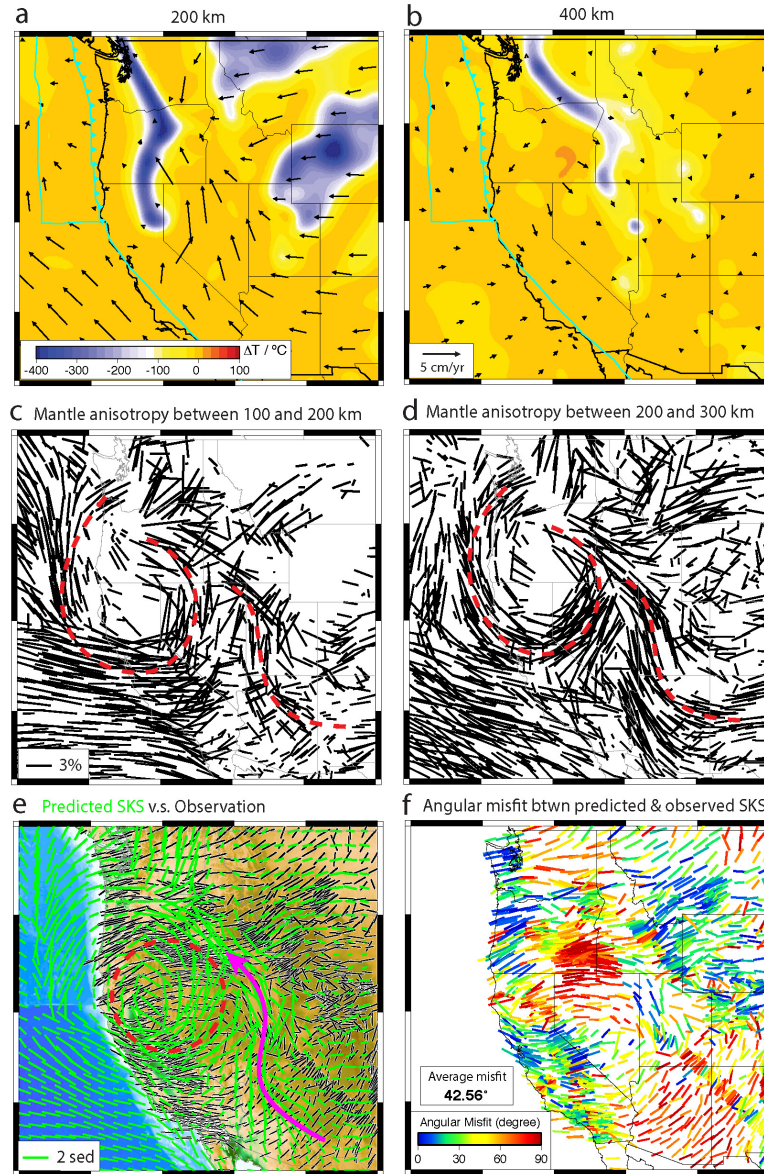 a
200 km
b
400 km
ΔT / ºC
-400 -300 -200 -100 0 100
5 cm/yr
c Mantle anisotropy between 100 and 200 km
d Mantle anisotropy between 200 and 300 km
3%
e Predicted SKS v.s. Observation
f Angular misfit btwn predicted & observed SKS
2 sed
Average misfit
42.56°
Angular Misfit (degree)
0 30 60 90